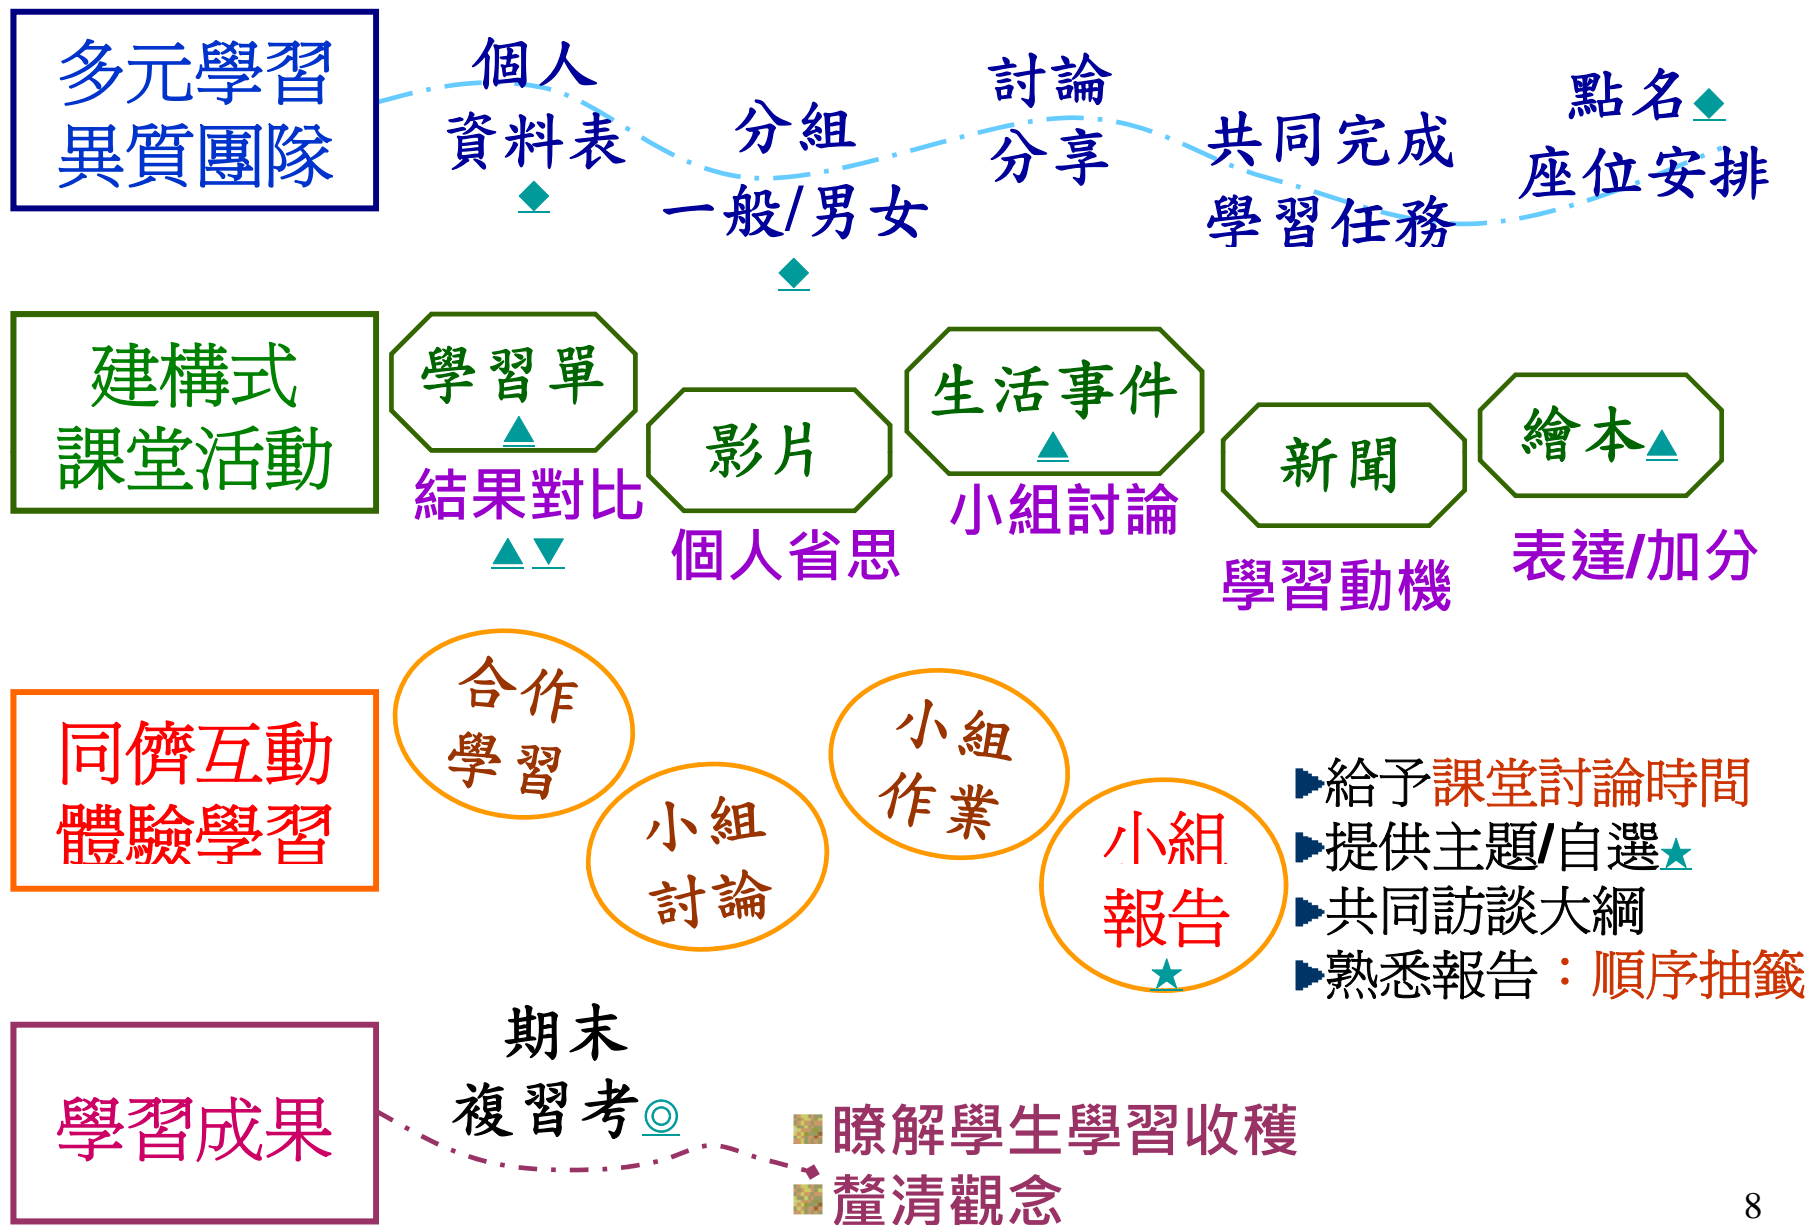 多元學習
異質團隊
個人
資料表
◆
分組
一般/男女
◆
討論
分享
共同完成
學習任務
點名◆
座位安排
建構式
課堂活動
學習單
▲
結果對比
▲▼
影片
個人省思
生活事件
▲
小組討論
新聞
學習動機
繪本▲
表達/加分
同儕互動
體驗學習
合作
學習
小組
討論
小組
作業
小組
報告
★
給予課堂討論時間
提供主題/自選★
共同訪談大綱
熟悉報告：順序抽籤
學習成果
期末
複習考◎
瞭解學生學習收穫
釐清觀念
8